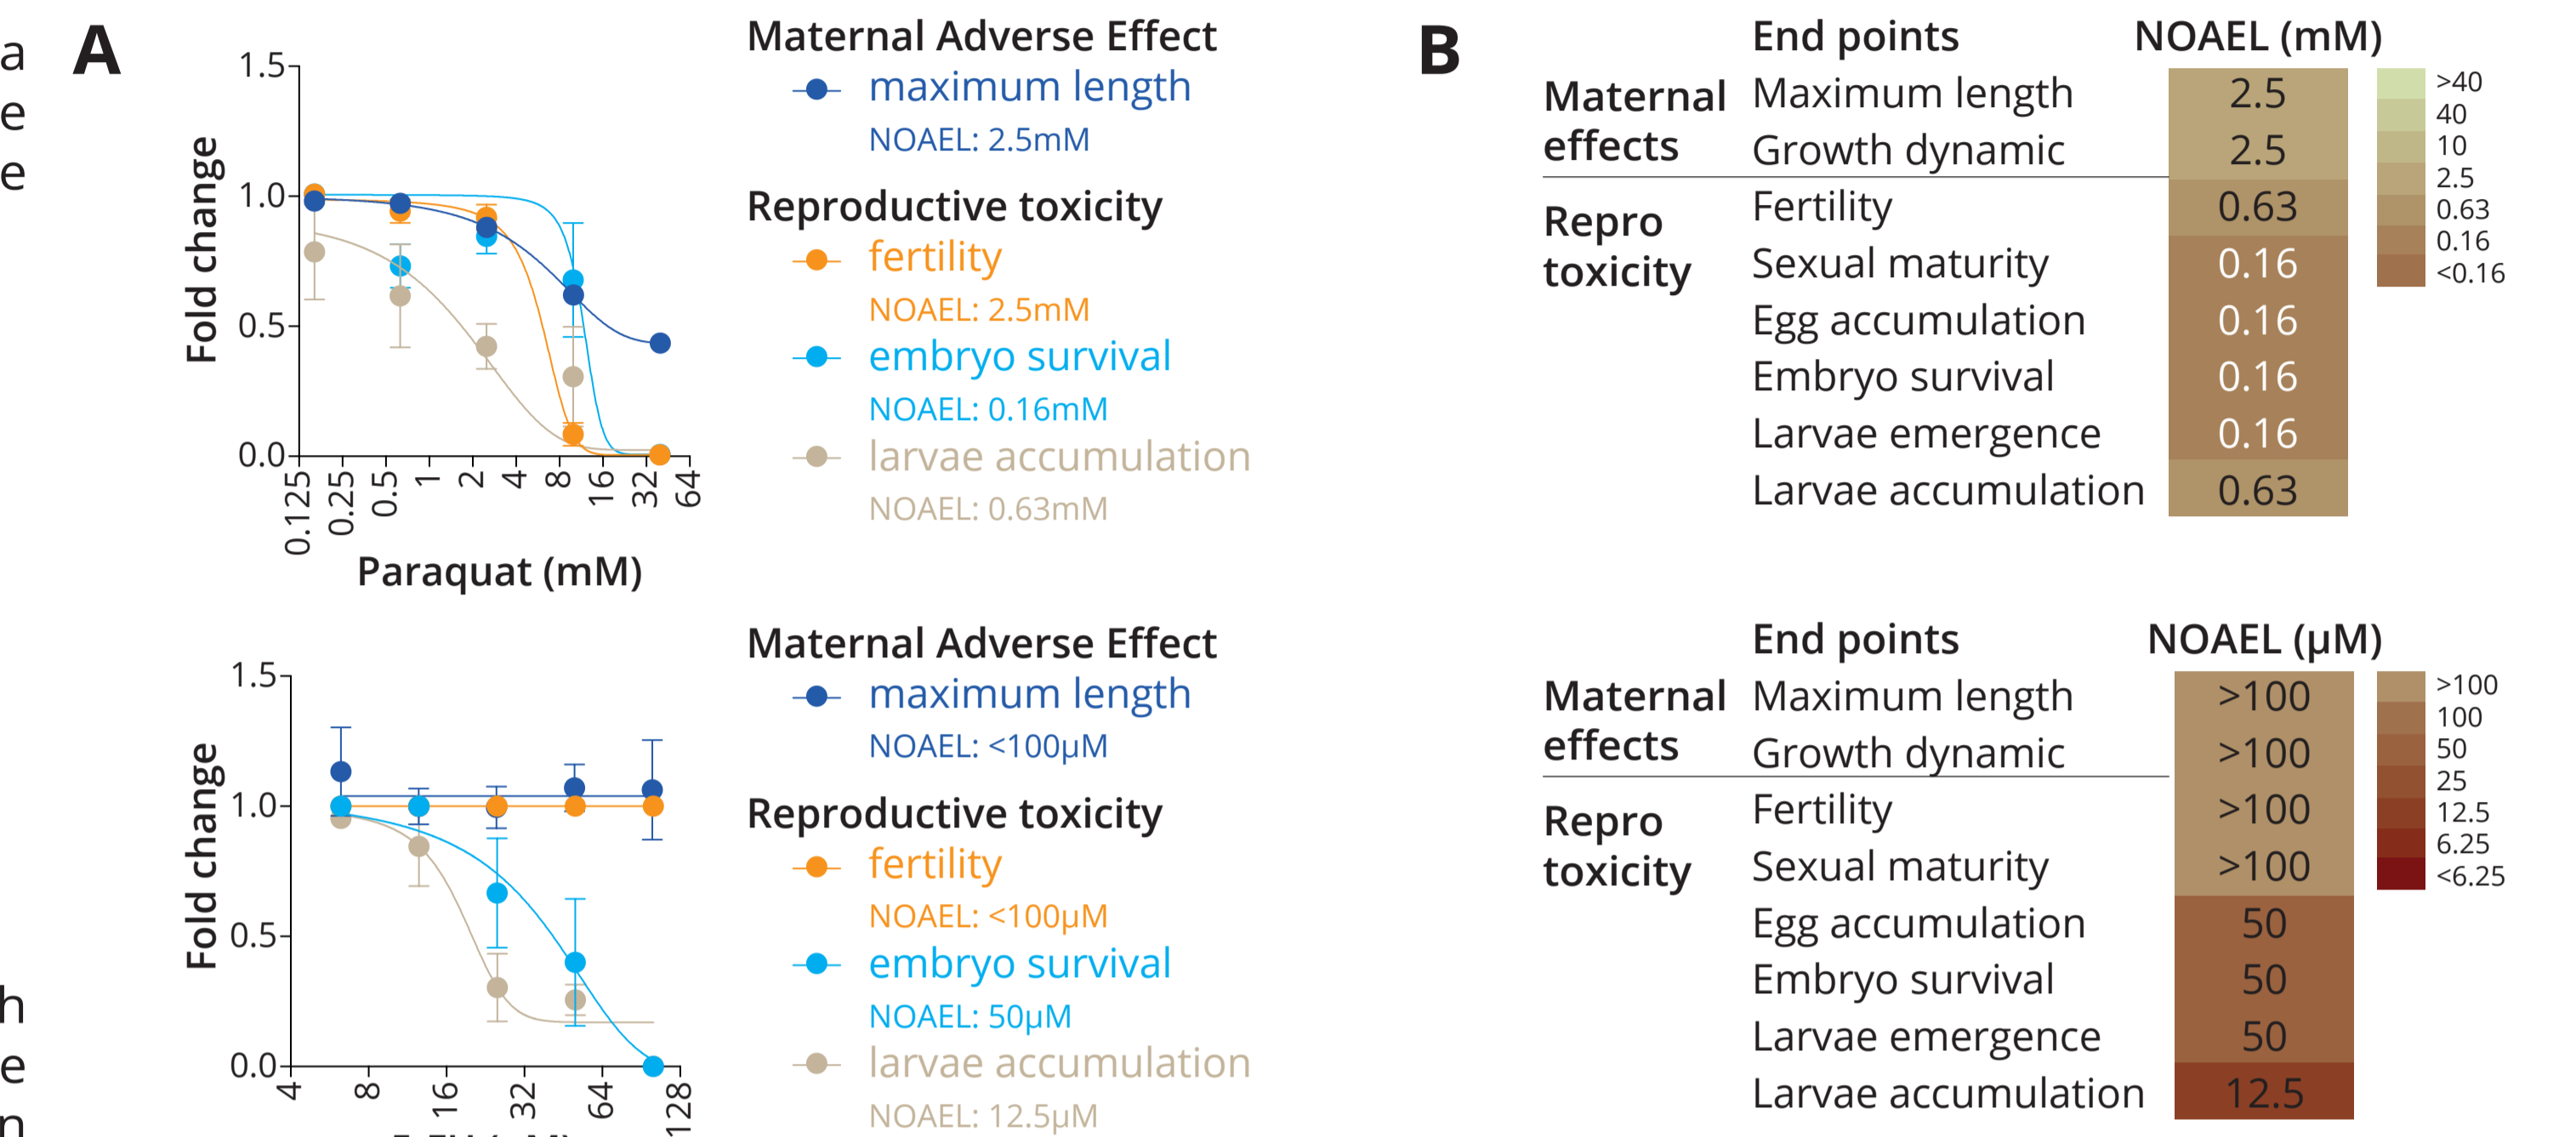 a
e
e
h
e
n
A
1.5
1.0
0.5
0.0
Fold change
0.125 0.25 0.5 1 2 4 8 16 32 64
Paraquat (mM)
Maternal Adverse Effect
maximum length
NOAEL: 2.5mM
Reproductive toxicity
fertility
NOAEL: 2.5mM
embryo survival
NOAEL: 0.16mM
larvae accumulation
NOAEL: 0.63mM
1.5
1.0
0.5
0.0
Fold change
4 8 16 32 64 128
Maternal Adverse Effect
maximum length
NOAEL: <100µM
Reproductive toxicity
fertility
NOAEL: <100µM
embryo survival
NOAEL: 50µM
larvae accumulation
NOAEL: 12.5µM
B
End points NOAEL (mM)
Maternal effects
Maximum length 2.5
Growth dynamic 2.5
Repro toxicity
Fertility 0.63
Sexual maturity 0.16
Egg accumulation 0.16
Embryo survival 0.16
Larvae emergence 0.16
Larvae accumulation 0.63
>40
40
10
2.5
0.63
0.16
<0.16
End points NOAEL (µM)
Maternal effects
Maximum length >100
Growth dynamic >100
Repro toxicity
Fertility >100
Sexual maturity >100
Egg accumulation 50
Embryo survival 50
Larvae emergence 50
Larvae accumulation 12.5
>100
100
50
25
12.5
6.25
<6.25